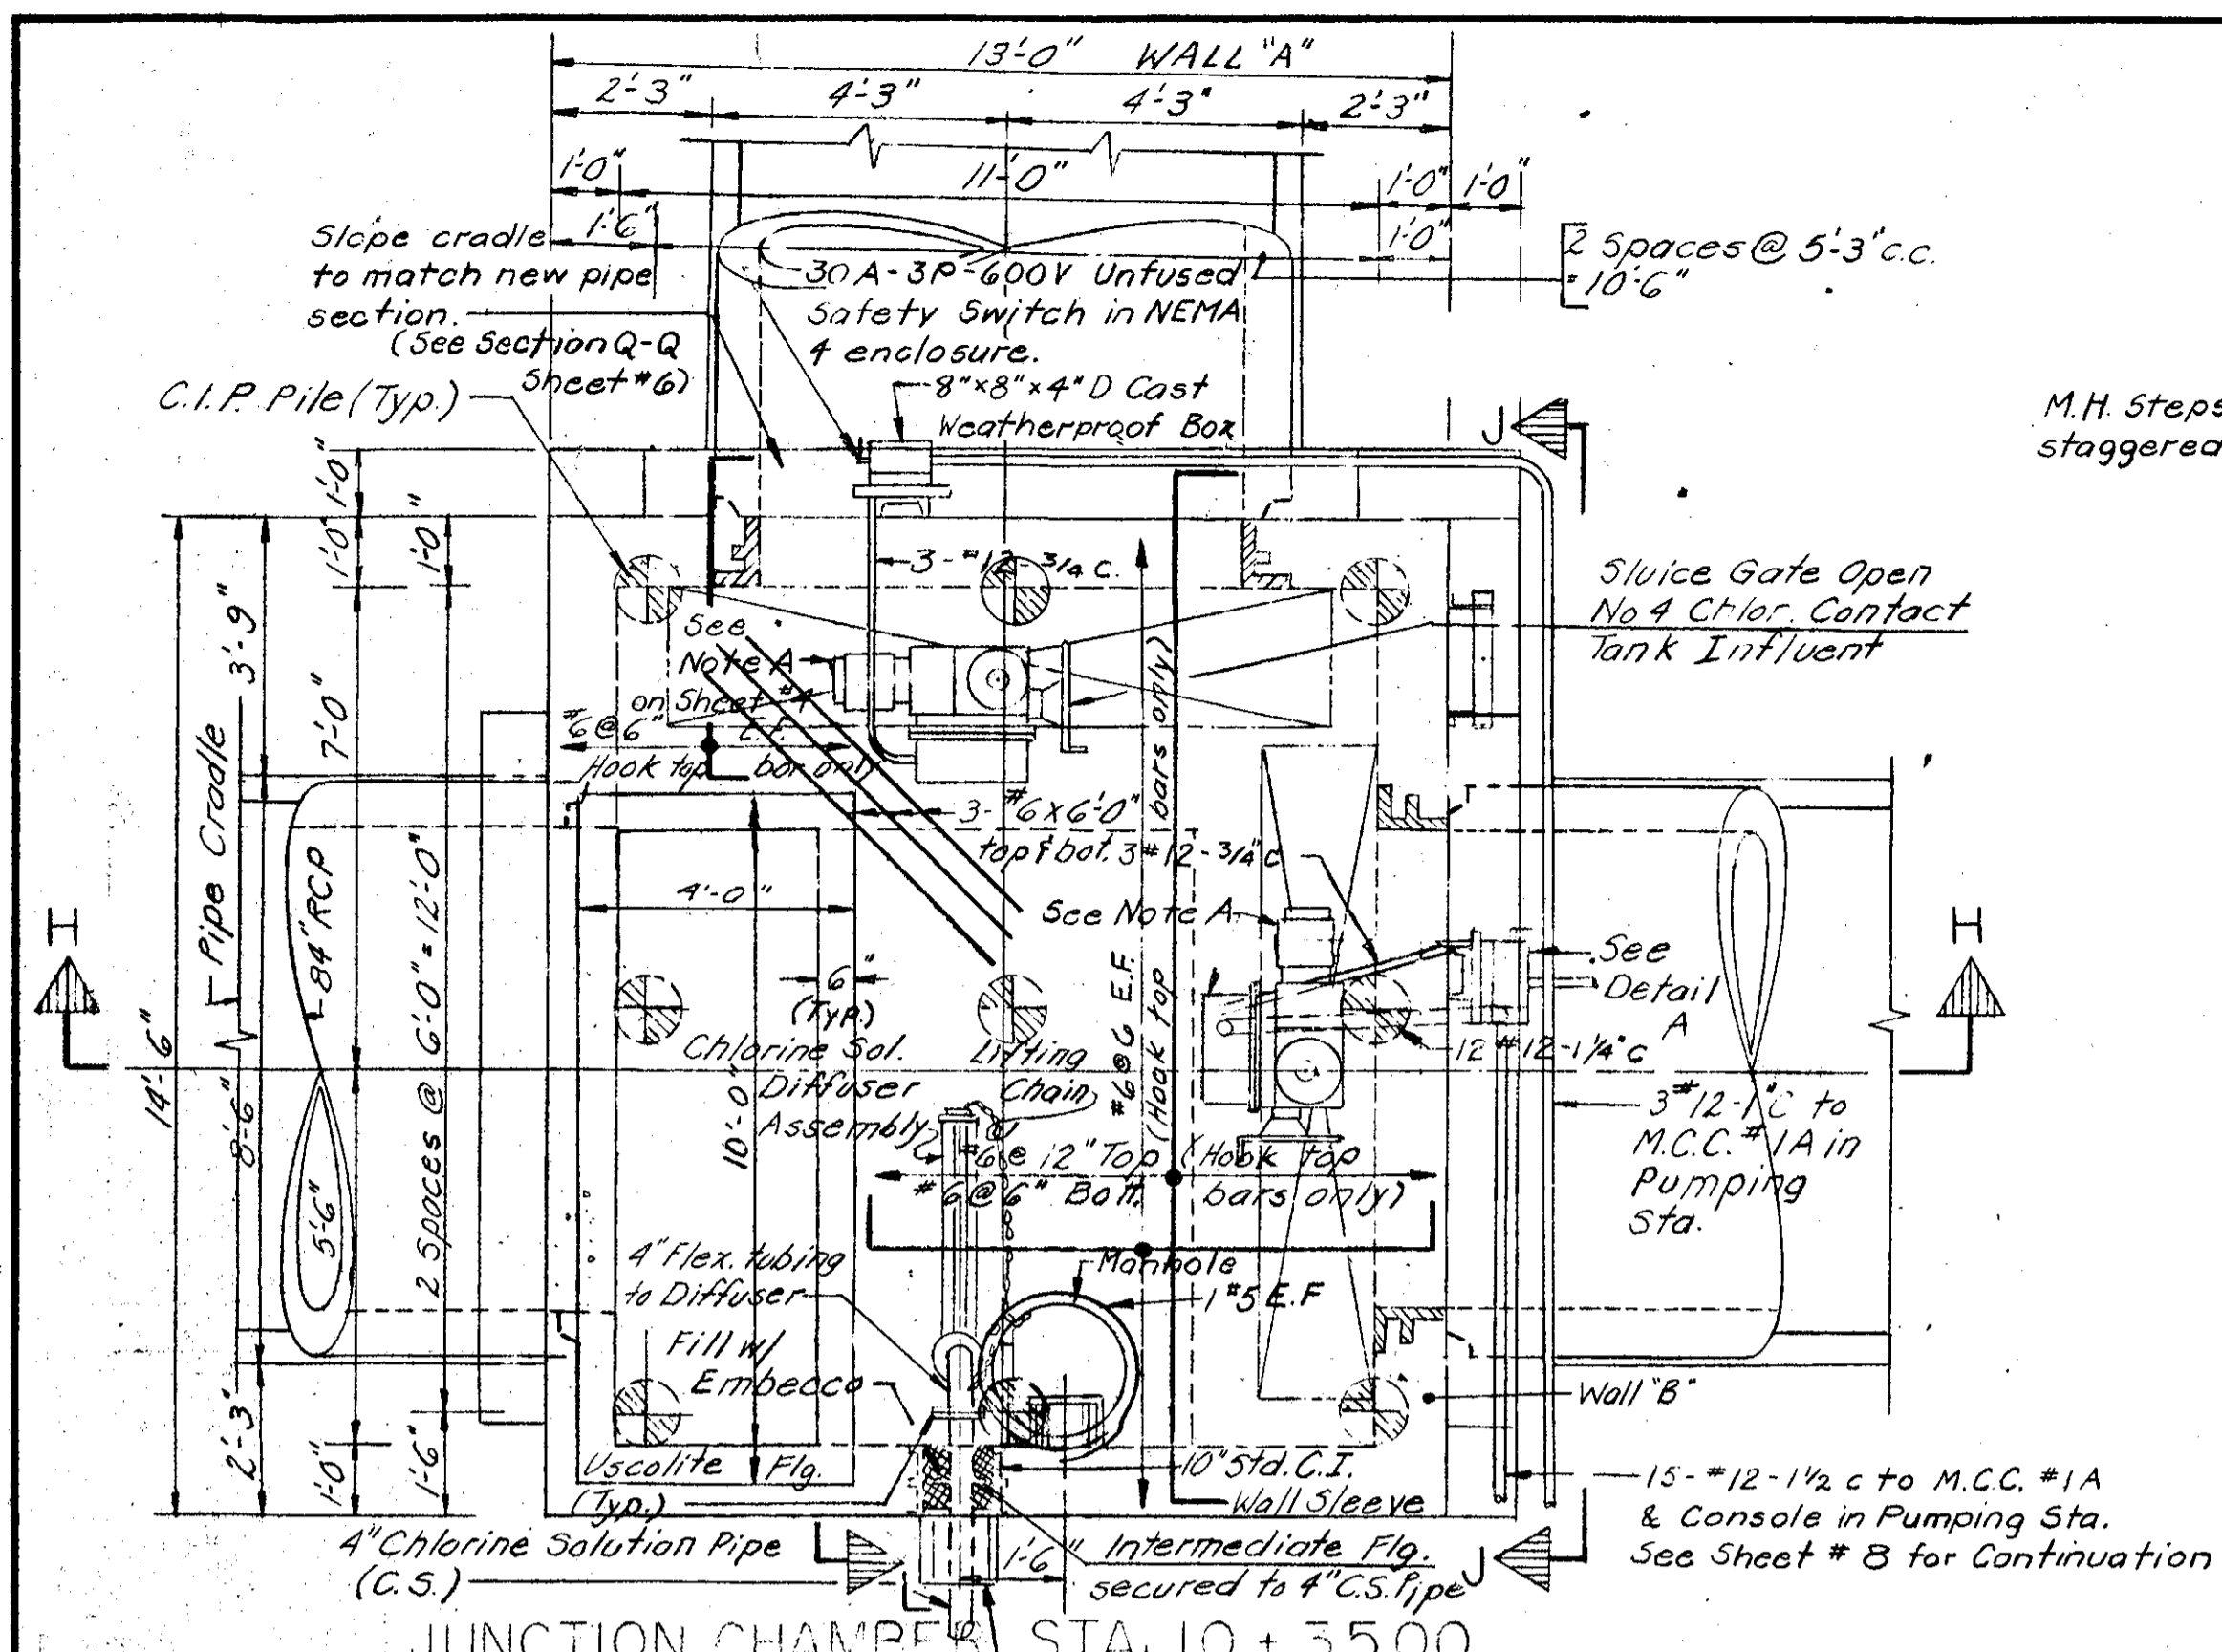 13'-0" WALL "A"
2'-3" 4'-3" 4'-3" 2'-3"
1'-0" 11'-0" 1'-0" 1'-0"
1'-6" 1'-0"
Slope cradle
to match new pipe
section.
(See Section Q-Q
Sheet #6)
30A-3P-600V Unfused
Safety Switch in NEMA
4 enclosure.
2 Spaces @ 5'-3" c.c.
= 10'-6"
C.I.P. Pile (Typ.)
8"x8"x4" D Cast
Weatherproof Box
J
M.H. Steps
staggered
1'-0"
1'-0"
1'-0"
3-#12-3/4 C.
Sluice Gate Open
No 4 Chlor. Contact
Tank Influent
See
Note A
on Sheet #4
#6 @ 6" E.F.
Hook top bar only
3'-9"
7'-0"
Pipe Cradle
84" RCP
3-#6x6'-0"
top & bot.
3#12-3/4" C
4'-0"
See Note A
#6 @ 6 E.F.
(Hook top bars only)
H
H
See
Detail
A
6"
(Typ.)
14'-6"
8'-6"
2 Spaces @ 6'-0" = 12'-0"
5'-6"
10'-0"
Chlorine Sol.
Diffuser
Assembly
Lifting
Chain
12#12-1 1/4" C
3#12-1" C to
M.C.C. #1A in
Pumping
Sta.
#6 @ 12" Top (Hook top
#6 @ 6" Bott. bars only)
4" Flex. tubing
to Diffuser
Manhole
1 #5 E.F
Fill w/
Embecco
Wall "B"
2'-3"
1'-0"
1'-6"
Uscolite Flg.
(Typ.)
10" Std. C.I.
Wall Sleeve
15-#12-1 1/2 C to M.C.C. #1A
& Console in Pumping Sta.
See Sheet # 8 for Continuation
4" Chlorine Solution Pipe
(C.S.)
1'-6"
Intermediate Flg.
secured to 4" C.S. Pipe
J
JUNCTION CHAMBER STA. 10 + 35.00